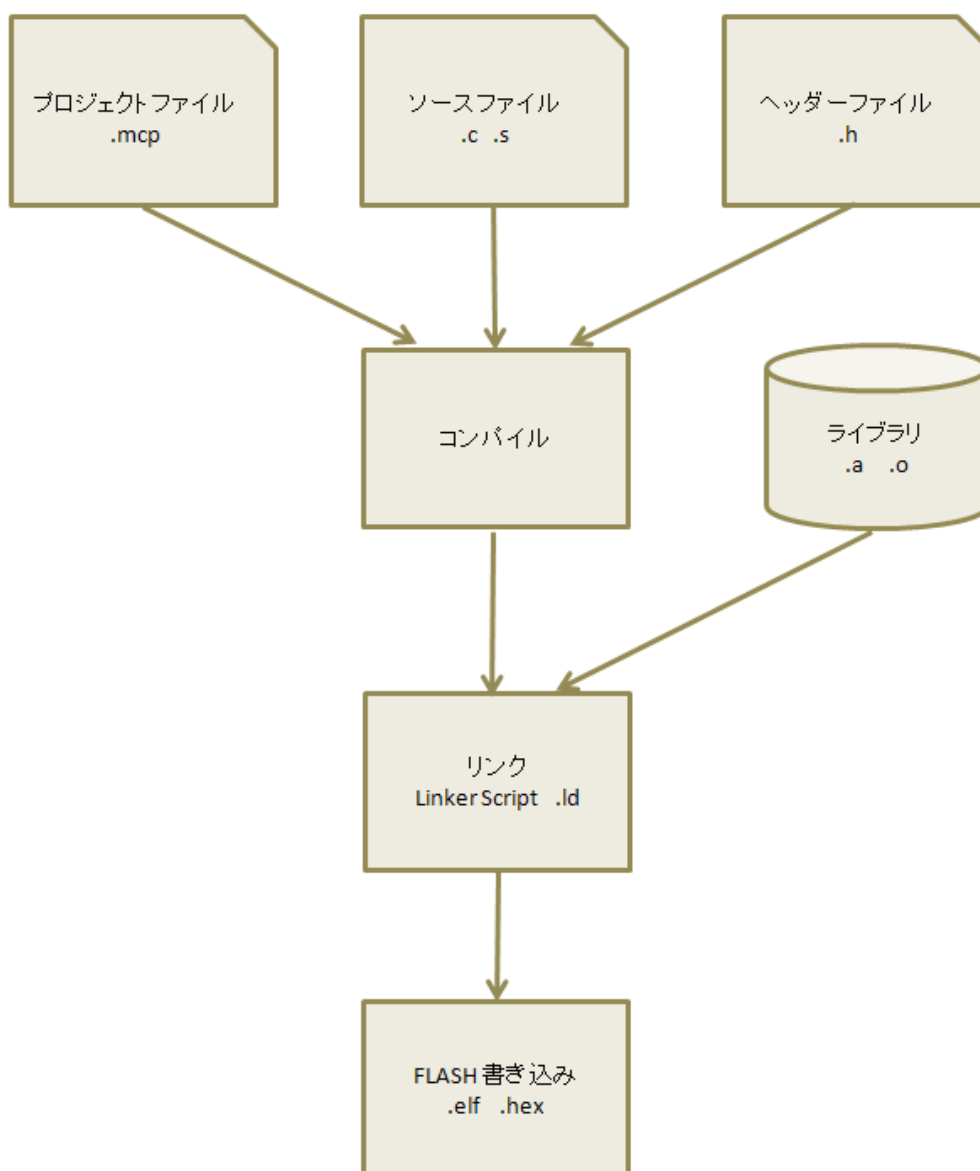 プロジェクトファイル
.mcp
ソースファイル
.c .s
ヘッダーファイル
.h
コンパイル
ライブラリ
.a .o
リンク
Linker Script .ld
FLASH 書き込み
.elf .hex